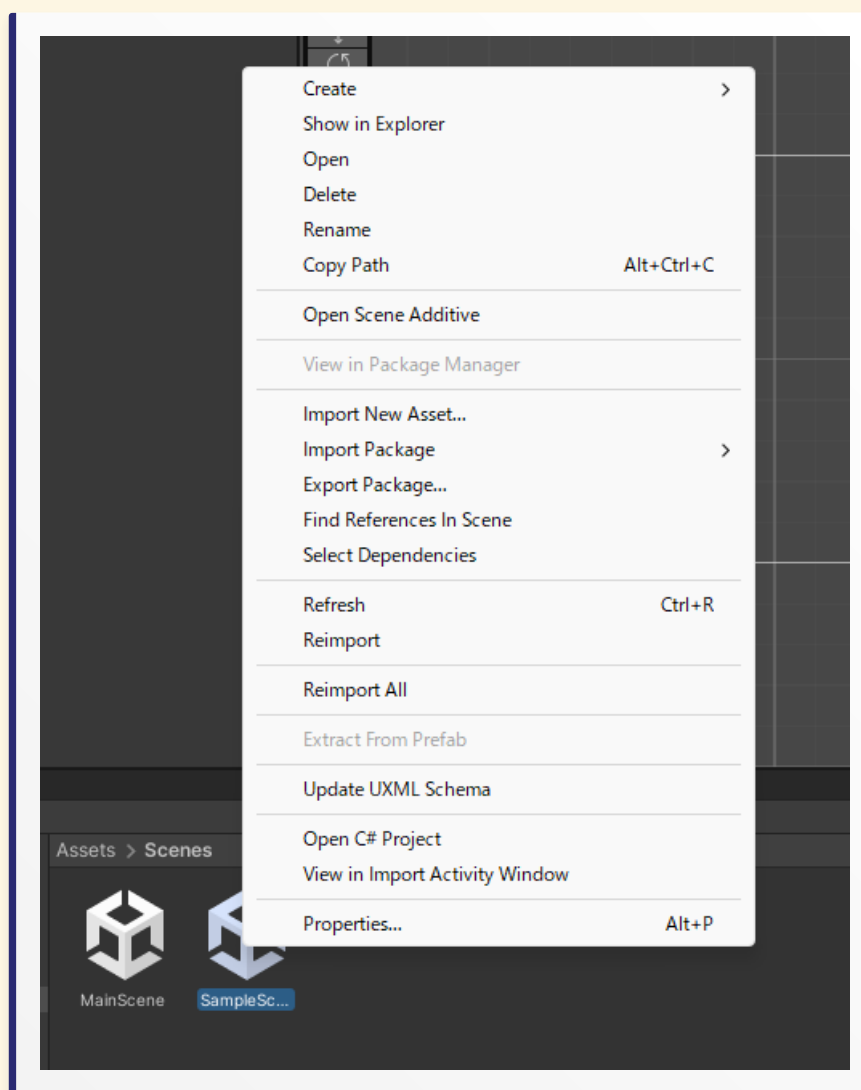 Create
Show in Explorer
Open
Delete
Rename
Copy Path Alt+Ctrl+C
Open Scene Additive
View in Package Manager
Import New Asset...
Import Package
Export Package...
Find References In Scene
Select Dependencies
Refresh Ctrl+R
Reimport
Reimport All
Extract From Prefab
Update UXML Schema
Open C# Project
View in Import Activity Window
Properties... Alt+P
Assets > Scenes
MainScene SampleSc...